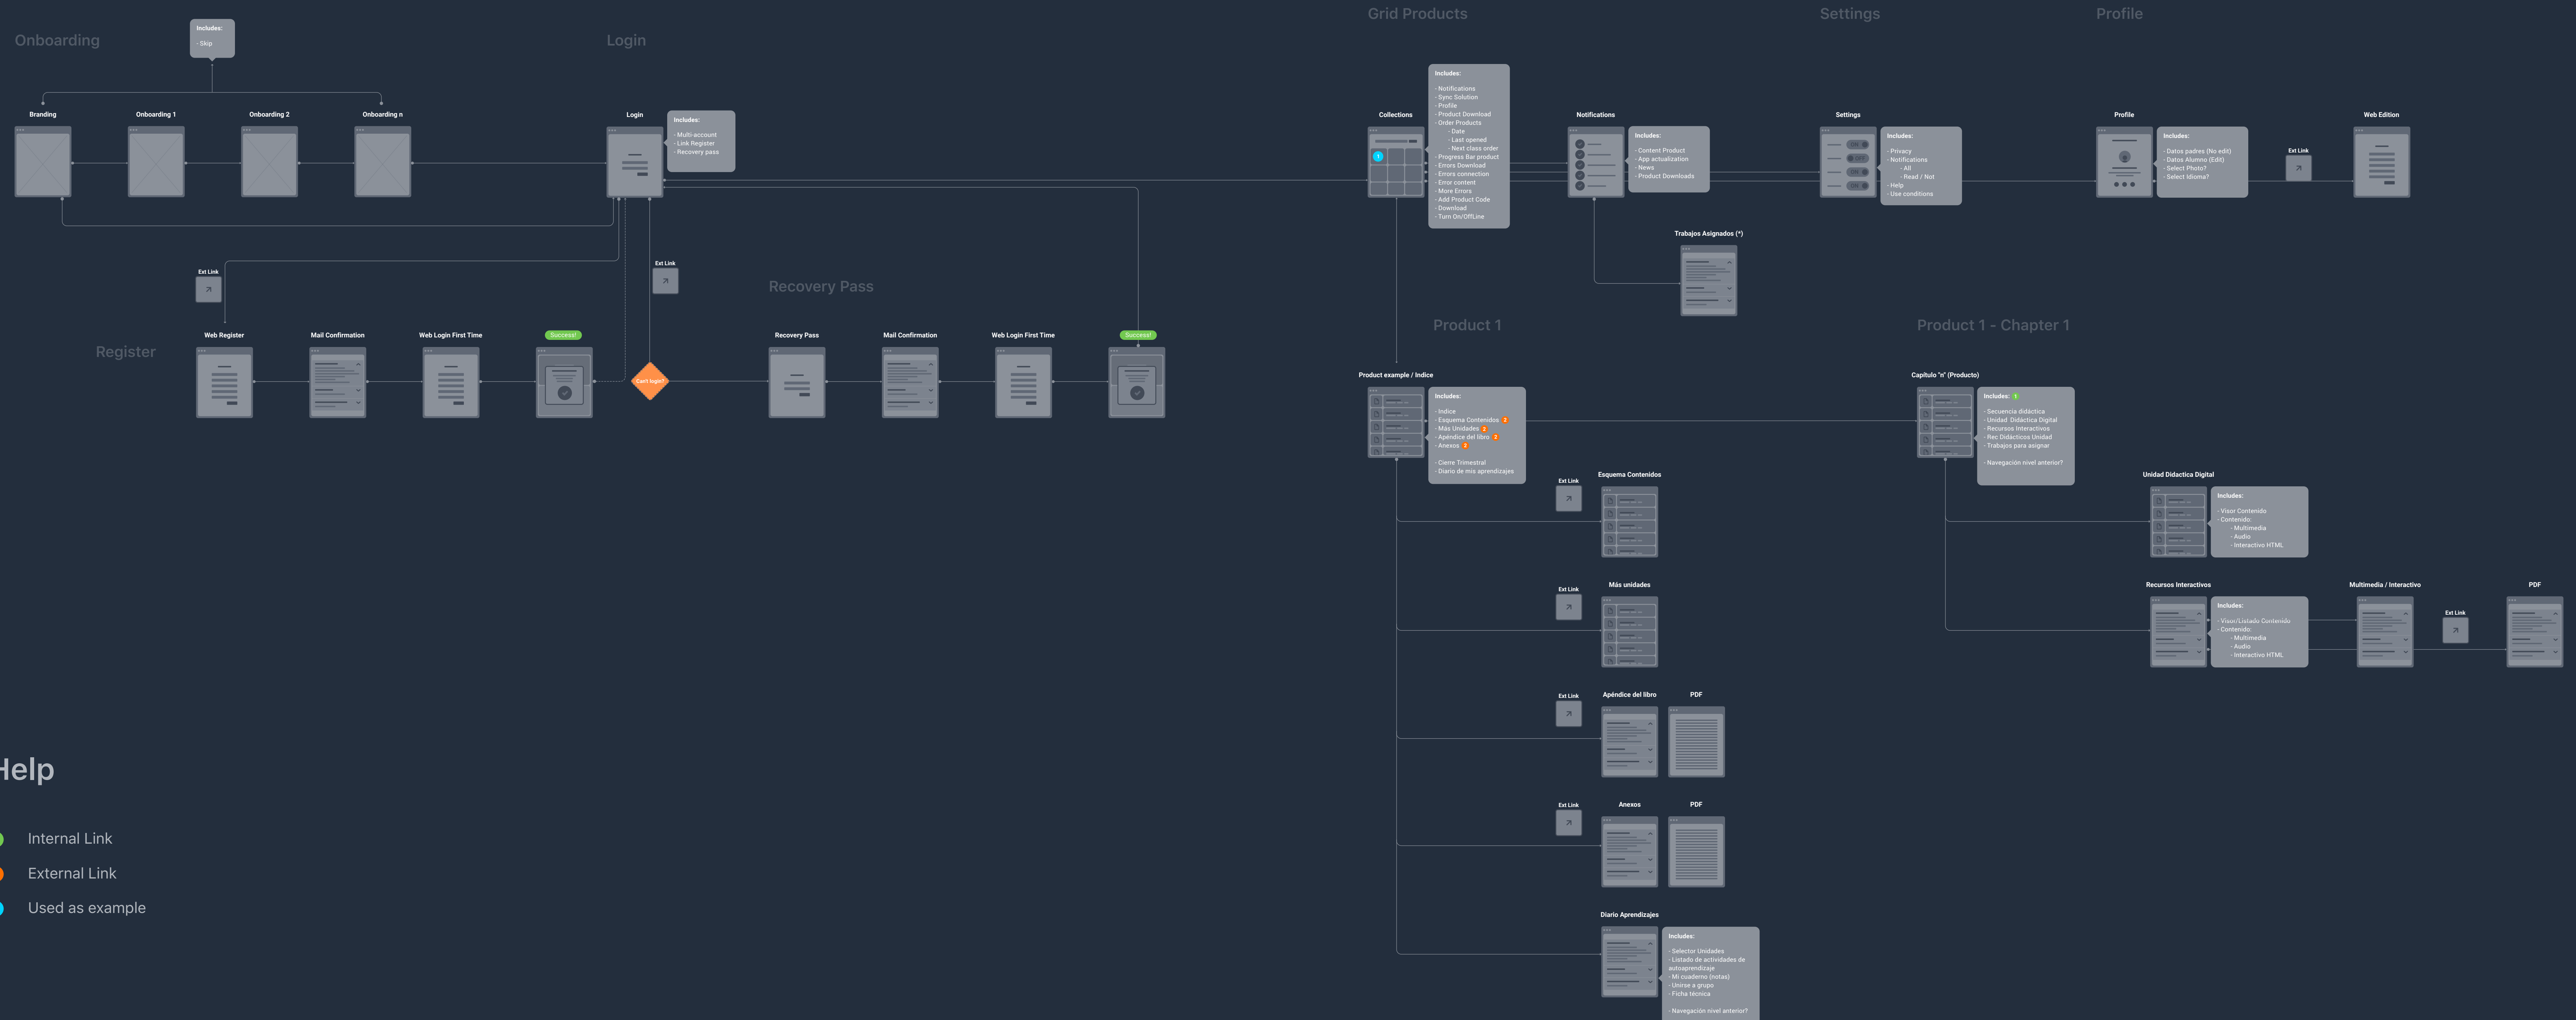 Onboarding
Includes:
- Skip
Branding
Onboarding 1
Onboarding 2
Onboarding n
Login
Login
Includes:
- Multi-account
- Link Register
- Recovery pass
Ext Link
Ext Link
Register
Web Register
Mail Confirmation
Web Login First Time
Success!
Can't login?
Recovery Pass
Recovery Pass
Mail Confirmation
Web Login First Time
Success!
Grid Products
Collections
1
Includes:
- Notifications
- Sync Solution
- Profile
- Product Download
- Order Products
- Date
- Last opened
- Next class order
- Progress Bar product
- Errors Download
- Errors connection
- Error content
- More Errors
- Add Product Code
- Download
- Turn On/OffLine
Notifications
Includes:
- Content Product
- App actualization
- News
- Product Downloads
Trabajos Asignados (*)
Settings
Settings
ON
OFF
ON
ON
Includes:
- Privacy
- Notifications
- All
- Read / Not
- Help
- Use conditions
Profile
Profile
Includes:
- Datos padres (No edit)
- Datos Alumno (Edit)
- Select Photo?
- Select Idioma?
Ext Link
Web Edition
Product 1
Product example / Indice
Includes:
- Indice
- Esquema Contenidos 2
- Más Unidades 2
- Apéndice del libro 2
- Anexos 2
- Cierre Trimestral
- Diario de mis aprendizajes
Ext Link
Esquema Contenidos
Ext Link
Más unidades
Ext Link
Apéndice del libro
PDF
Ext Link
Anexos
PDF
Diario Aprendizajes
Includes:
- Selector Unidades
- Listado de actividades de
autoaprendizaje
- Mi cuaderno (notas)
- Unirse a grupo
- Ficha técnica
- Navegación nivel anterior?
Product 1 - Chapter 1
Capítulo "n" (Producto)
Includes: 1
- Secuencia didáctica
- Unidad Didáctica Digital
- Recursos Interactivos
- Rec Didácticos Unidad
- Trabajos para asignar
- Navegación nivel anterior?
Unidad Didactica Digital
Includes:
- Visor Contenido
- Contenido:
- Multimedia
- Audio
- Interactivo HTML
Recursos Interactivos
Includes:
- Visor/Listado Contenido
- Contenido:
- Multimedia
- Audio
- Interactivo HTML
Multimedia / Interactivo
Ext Link
PDF
Help
Internal Link
External Link
Used as example